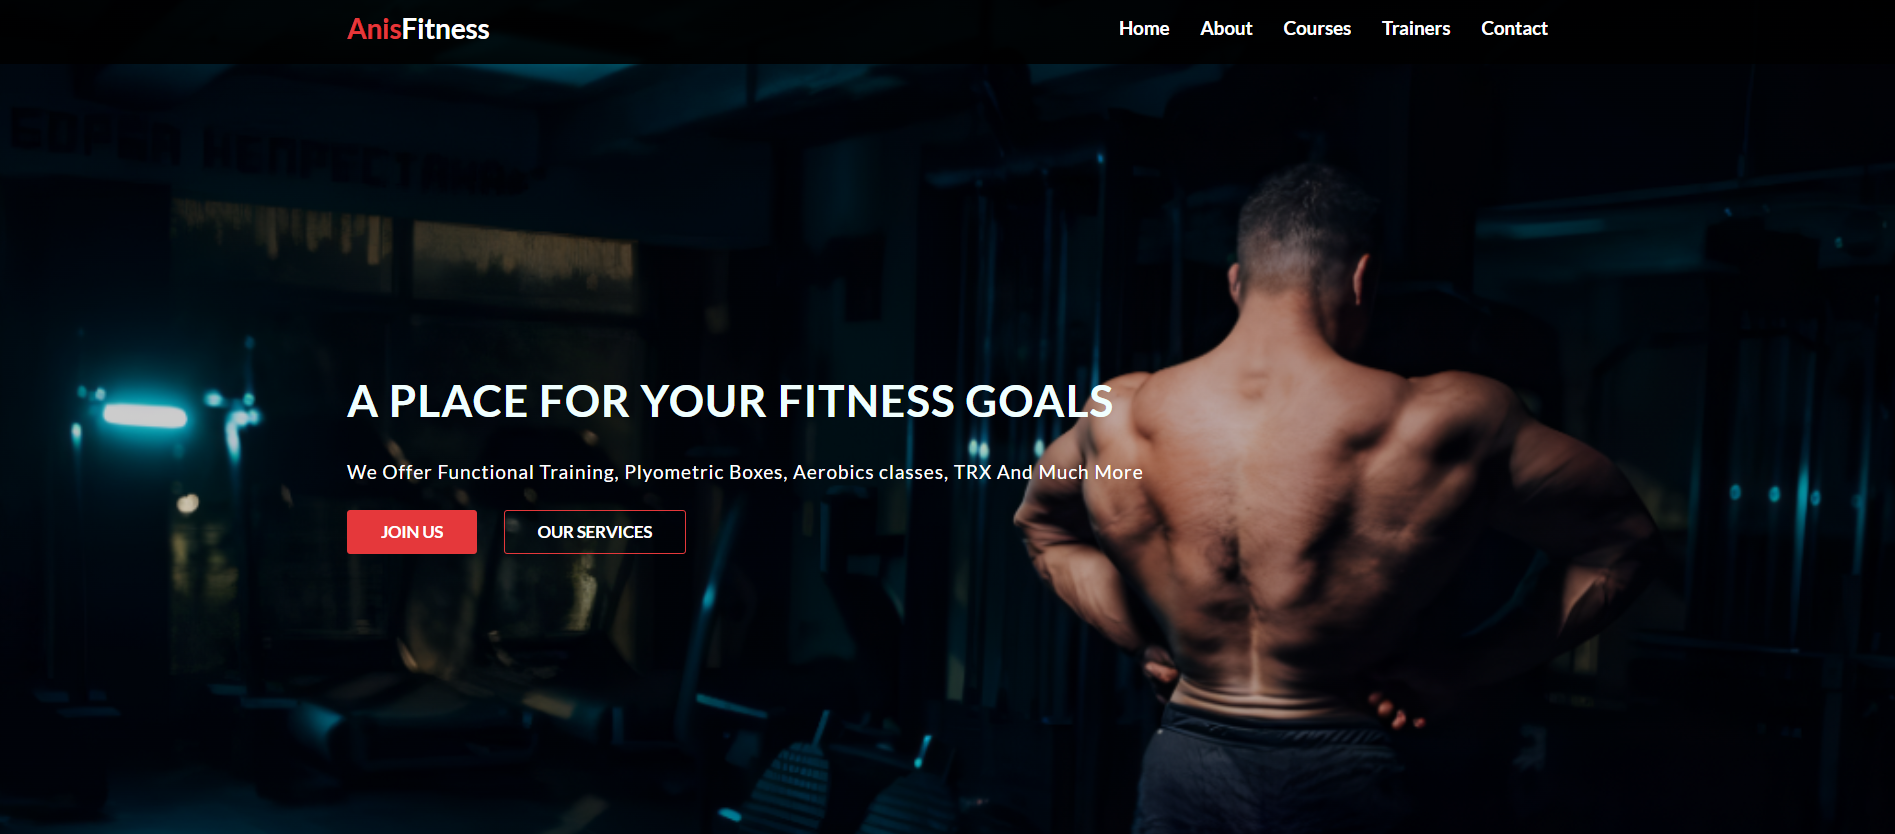 AnisFitness
Home About Courses Trainers Contact
A PLACE FOR YOUR FITNESS GOALS
We Offer Functional Training, Plyometric Boxes, Aerobics classes, TRX And Much More
JOIN US OUR SERVICES